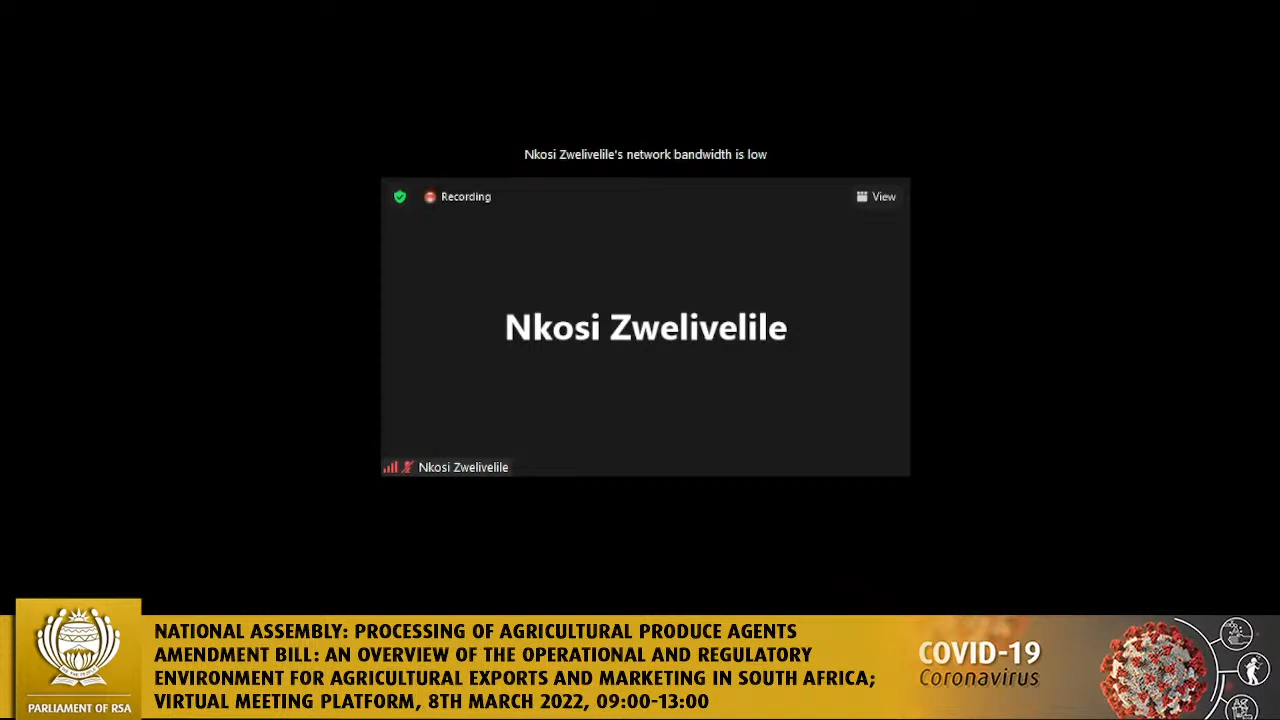 Nkosi Zwelivelile's network bandwidth is low
Recording
View
Nkosi Zwelivelile
Nkosi Zwelivelile
NATIONAL ASSEMBLY: PROCESSING OF AGRICULTURAL PRODUCE AGENTS
AMENDMENT BILL: AN OVERVIEW OF THE OPERATIONAL AND REGULATORY
ENVIRONMENT FOR AGRICULTURAL EXPORTS AND MARKETING IN SOUTH AFRICA;
VIRTUAL MEETING PLATFORM, 8TH MARCH 2022, 09:00-13:00
PARLIAMENT OF RSA
COVID-19
Coronavirus